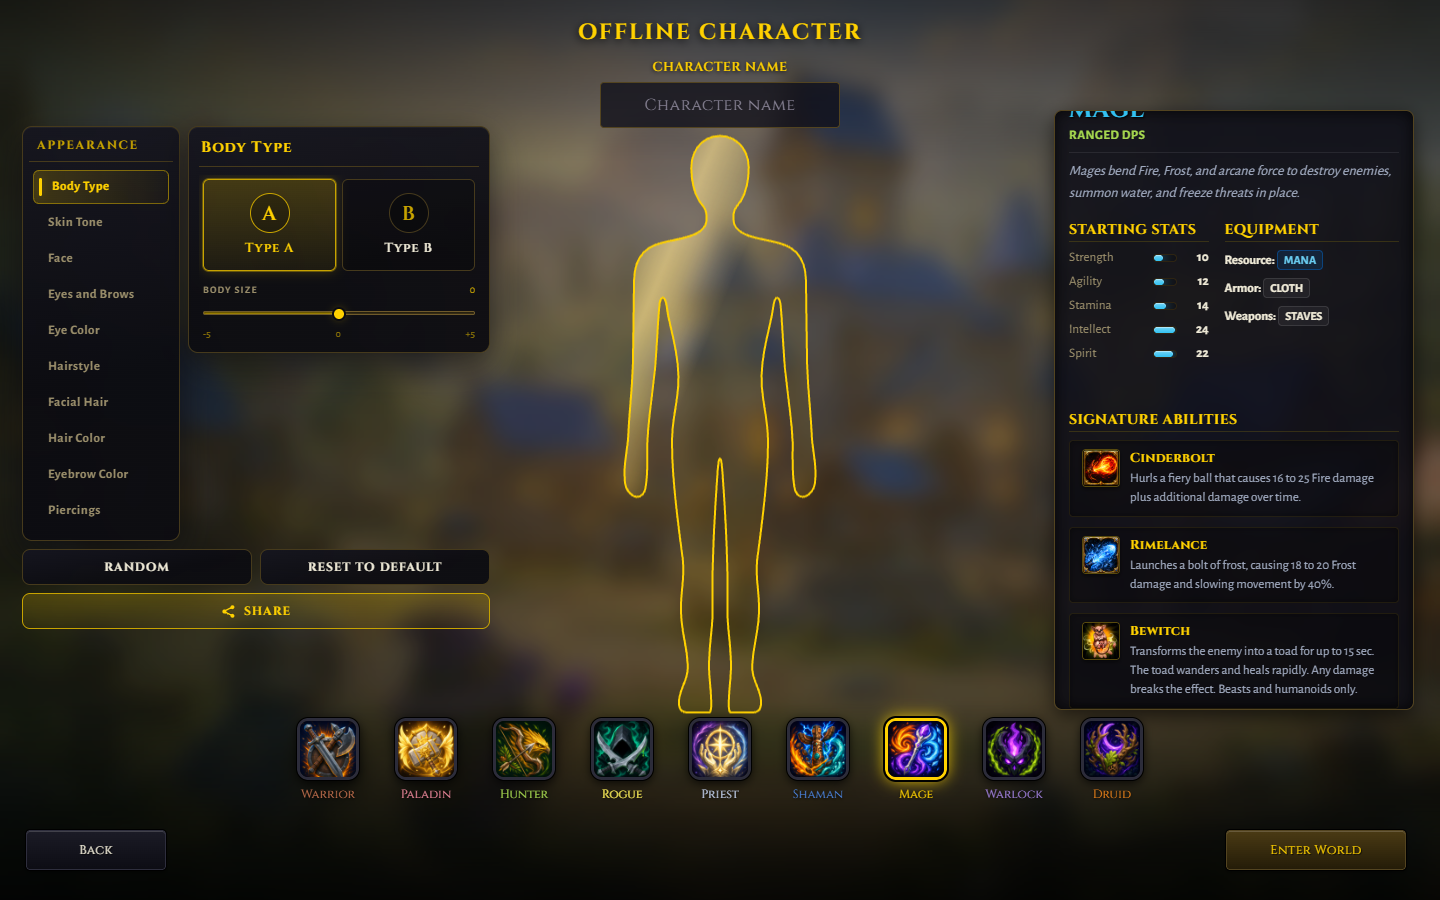 OFFLINE CHARACTER
CHARACTER NAME
Character name
APPEARANCE
Body Type
Skin Tone
Face
Eyes and Brows
Eye Color
Hairstyle
Facial Hair
Hair Color
Eyebrow Color
Piercings
Body Type
A
Type A
B
Type B
BODY SIZE 0
-5 0 +5
RANDOM
RESET TO DEFAULT
SHARE
MAGE
RANGED DPS
Mages bend Fire, Frost, and arcane force to destroy enemies,
summon water, and freeze threats in place.
STARTING STATS
Strength 10
Agility 12
Stamina 14
Intellect 24
Spirit 22
EQUIPMENT
Resource: MANA
Armor: CLOTH
Weapons: STAVES
SIGNATURE ABILITIES
Cinderbolt
Hurls a fiery ball that causes 16 to 25 Fire damage
plus additional damage over time.
Rimelance
Launches a bolt of frost, causing 18 to 20 Frost
damage and slowing movement by 40%.
Bewitch
Transforms the enemy into a toad for up to 15 sec.
The toad wanders and heals rapidly. Any damage
breaks the effect. Beasts and humanoids only.
Warrior
Paladin
Hunter
Rogue
Priest
Shaman
Mage
Warlock
Druid
Back
Enter World